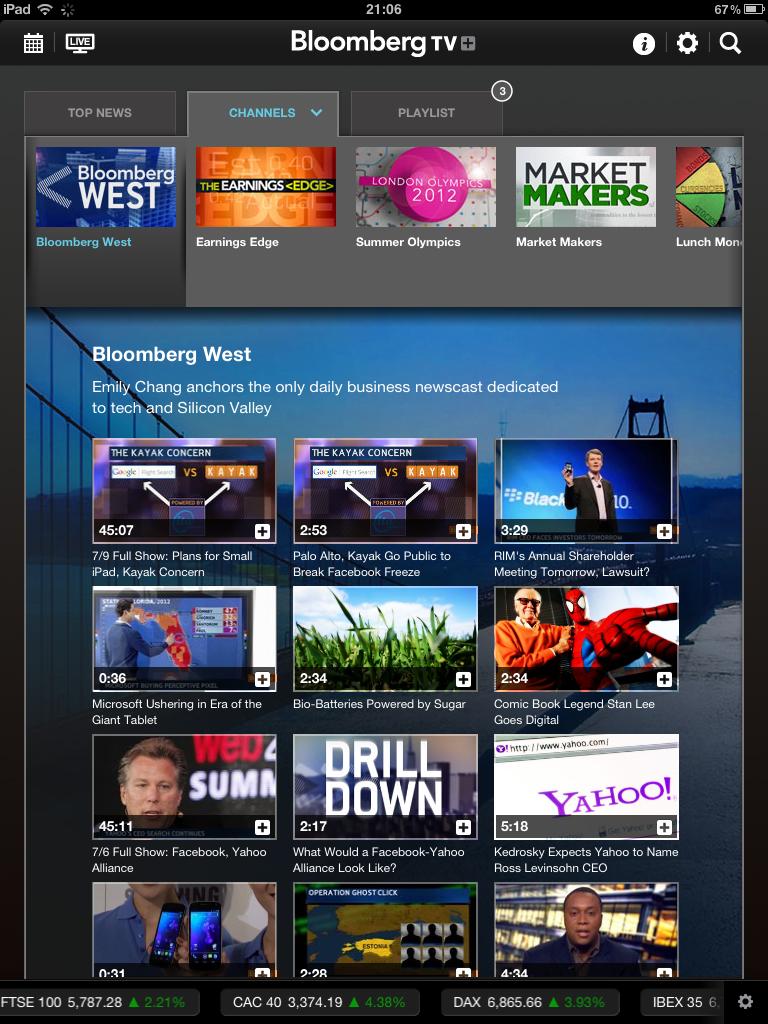 iPad
21:06
67%
LIVE
Bloomberg TV+
TOP NEWS
CHANNELS
PLAYLIST
3
Bloomberg
WEST
THE EARNINGS <EDGE>
LONDON OLYMPICS
2012
MARKET
MAKERS
BONDS
CURRENCIES
STOCKS
Bloomberg West
Earnings Edge
Summer Olympics
Market Makers
Lunch Mon
Bloomberg West
Emily Chang anchors the only daily business newscast dedicated
to tech and Silicon Valley
THE KAYAK CONCERN
Google Flight Search VS KAYAK
POWERED BY
45:07
THE KAYAK CONCERN
Google Flight Search VS KAYAK
POWERED BY
2:53
Black 10.
3:29
7/9 Full Show: Plans for Small
iPad, Kayak Concern
Palo Alto, Kayak Go Public to
Break Facebook Freeze
RIM's Annual Shareholder
Meeting Tomorrow, Lawsuit?
0:36
2:34
2:34
Microsoft Ushering in Era of the
Giant Tablet
Bio-Batteries Powered by Sugar
Comic Book Legend Stan Lee
Goes Digital
Web
SUMM
45:11
DRILL
DOWN
2:17
http://www.yahoo.com/
YAHOO!
5:18
7/6 Full Show: Facebook, Yahoo
Alliance
What Would a Facebook-Yahoo
Alliance Look Like?
Kedrosky Expects Yahoo to Name
Ross Levinsohn CEO
0:31
OPERATION GHOST CLICK
ESTONIA
2:28
4:34
FTSE 100 5,787.28 ▲ 2.21%
CAC 40 3,374.19 ▲ 4.38%
DAX 6,865.66 ▲ 3.93%
IBEX 35 6.